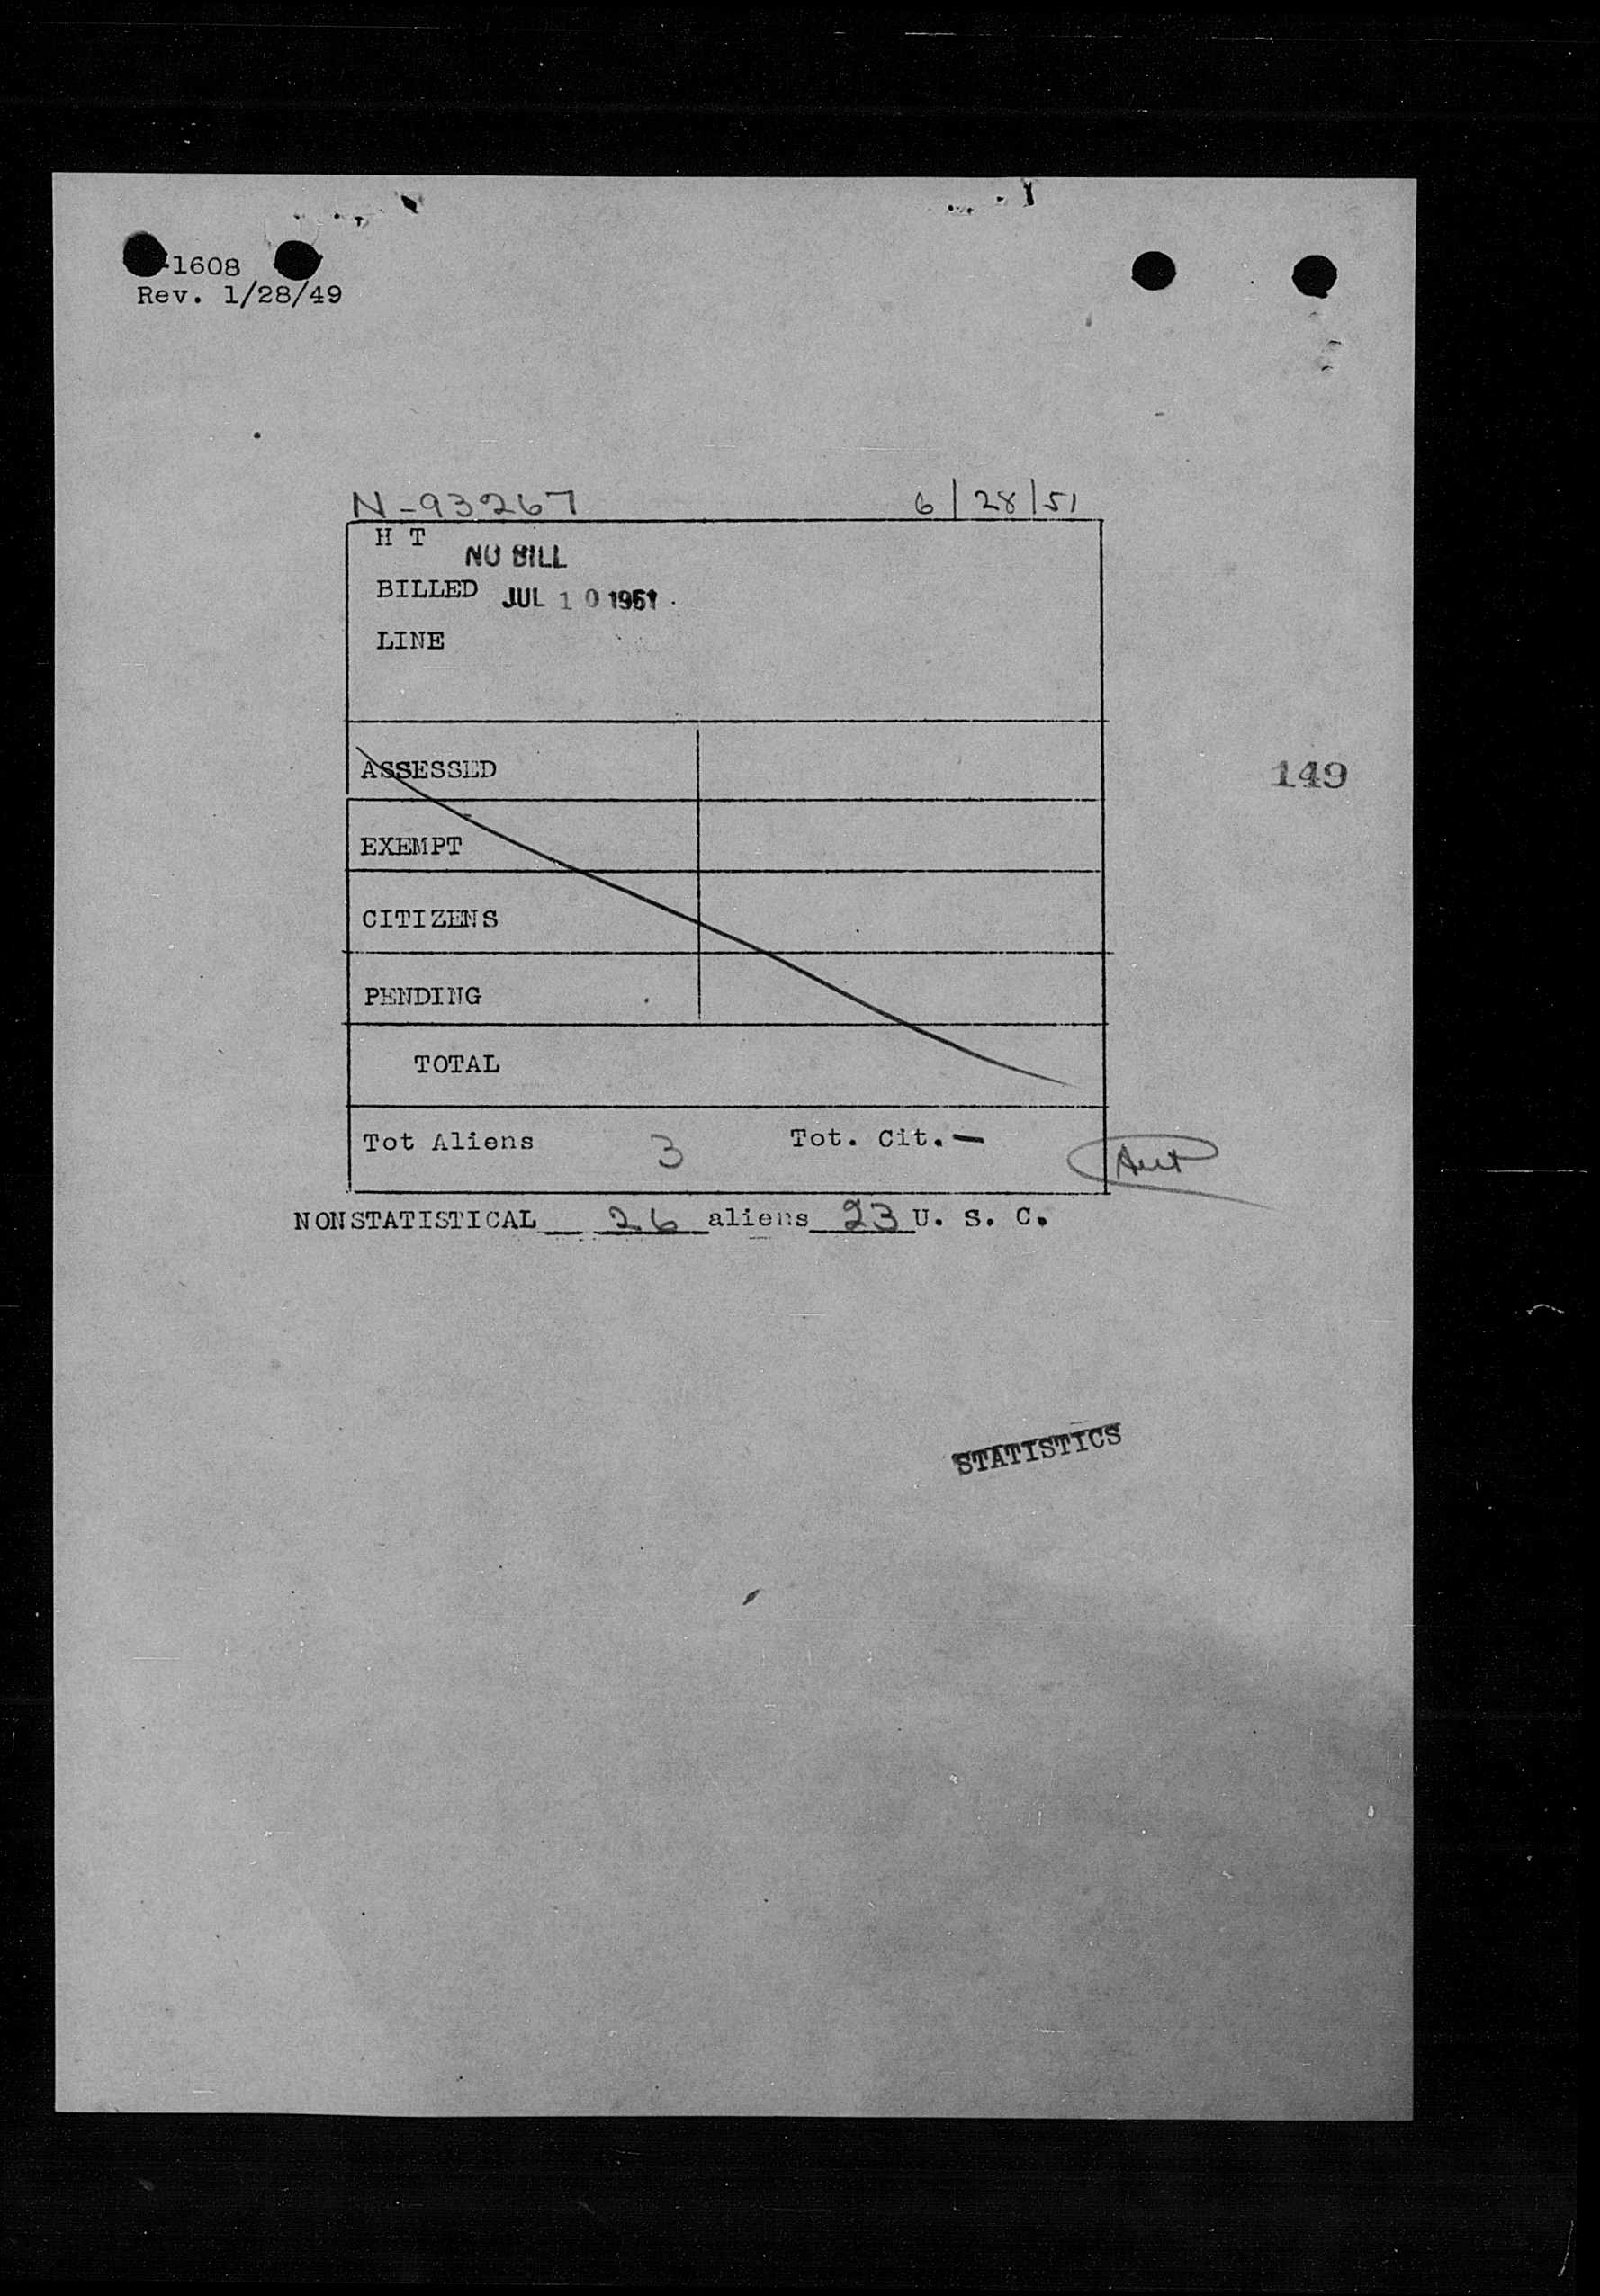 -1608
Rev. 1/28/49
N-93267 6/28/51
H T
NO BILL
BILLED JUL 10 1951
LINE
ASSESSED
149
EXEMPT
CITIZENS
PENDING
TOTAL
Tot Aliens 3 Tot. Cit. —
NONSTATISTICAL 26 aliens 23 U. S. C.
STATISTICS